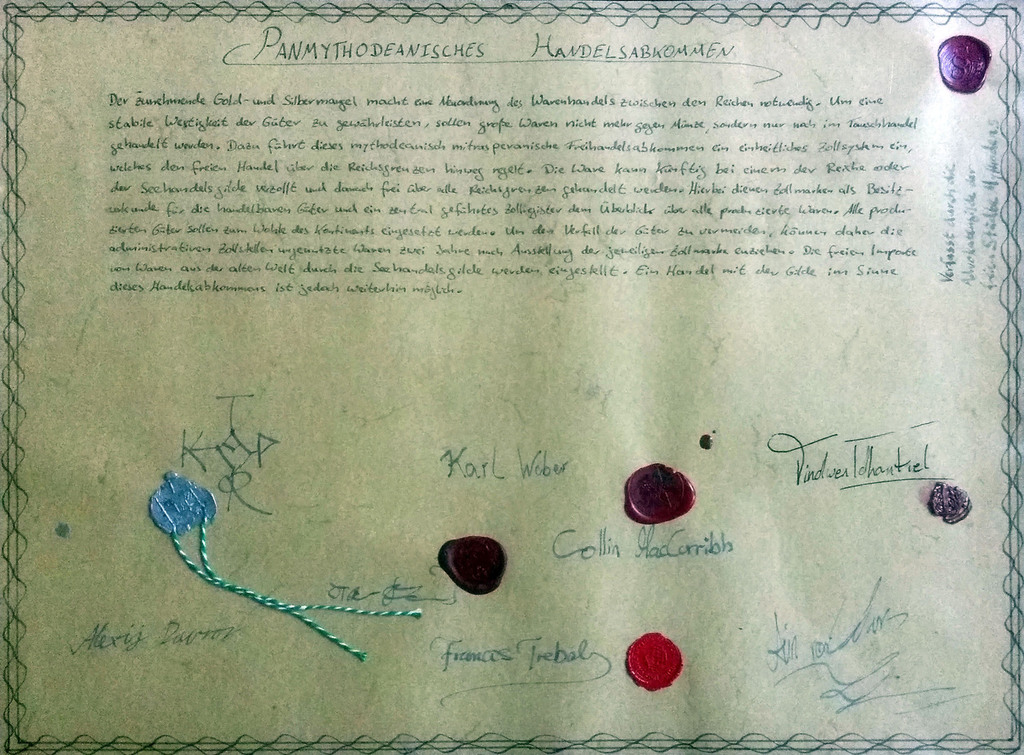 PANMYTHODEANISCHES HANDELSABKOMMEN
Der zunehmende Gold- und Silbermangel macht eine Neuordnung des Warenhandels zwischen den Reichen notwendig. Um eine
stabile Wertigkeit der Güter zu gewährleisten, sollen große Waren nicht mehr gegen Münze, sondern nur noch im Tauschhandel
gehandelt werden. Dazu führt dieses mythodeanisch mitrasperanische Freihandelsabkommen ein einheitliches Zollsystem ein,
welches den freien Handel über die Reichsgrenzen hinweg regelt. Die Ware kann künftig bei einem der Reiche oder
der Seehandelsgilde verzollt und danach frei über alle Reichsgrenzen gehandelt werden. Hierbei dienen Zollmarken als Besitz-
urkunde für die handelbaren Güter und ein zentral geführtes Zollregister dem Überblick über alle produzierte Waren. Alle produ-
zierten Güter sollen zum Wohle des Kontinents eingesetzt werden. Um den Verfall der Güter zu vermeiden, können daher die
administrativen Zollstellen ungenutzte Waren zwei Jahre nach Ausstellung der jeweiligen Zollmarke einziehen. Die freien Importe
von Waren aus der alten Welt durch die Seehandelsgilde werden eingestellt. Ein Handel mit der Gilde im Sinne
dieses Handelsabkommens ist jedoch weiterhin möglich.
Verfasst durch die
Advokatengilde der
freien Städte
Karl Weber
Collin MacCorribh
Alexis
Francas Trebal